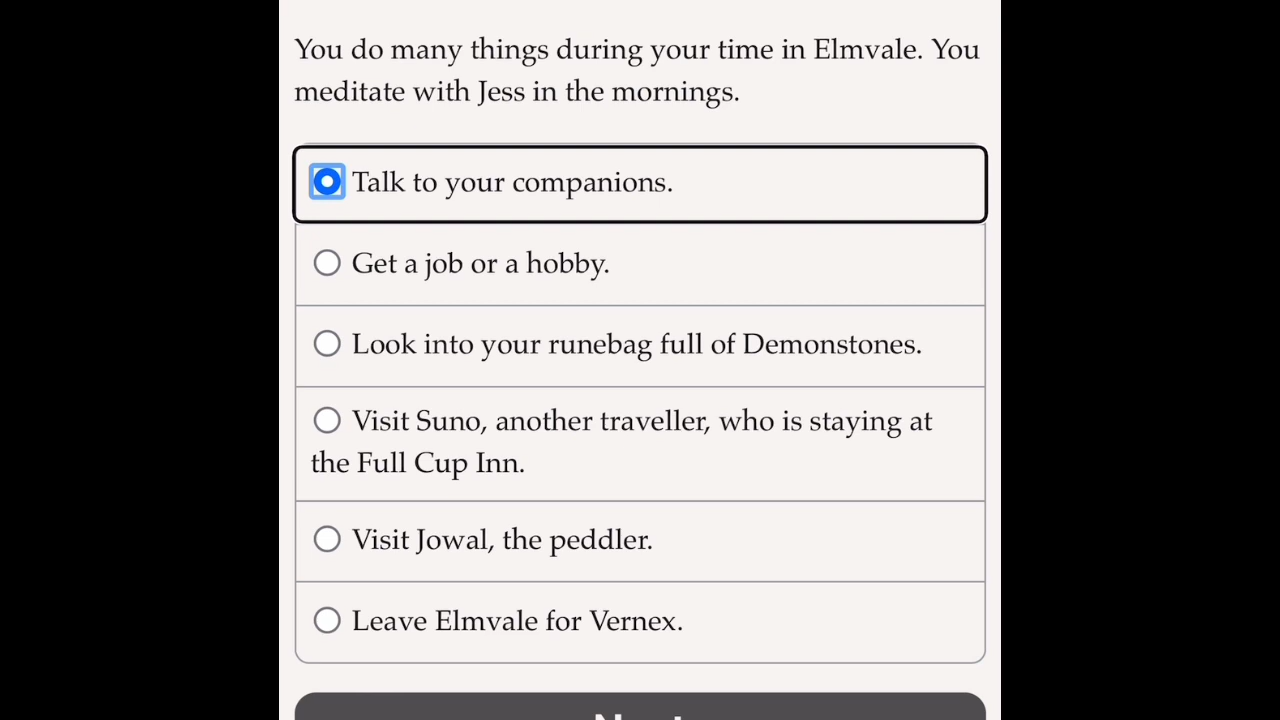 You do many things during your time in Elmvale. You
meditate with Jess in the mornings.
Talk to your companions.
Get a job or a hobby.
Look into your runebag full of Demonstones.
Visit Suno, another traveller, who is staying at
the Full Cup Inn.
Visit Jowal, the peddler.
Leave Elmvale for Vernex.